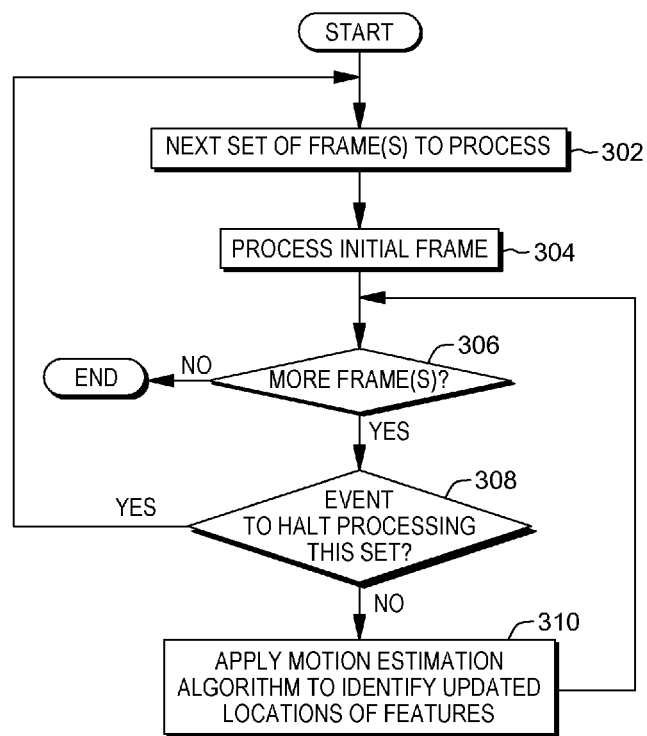 START
NEXT SET OF FRAME(S) TO PROCESS
302
PROCESS INITIAL FRAME
304
306
NO
END
MORE FRAME(S)?
YES
308
YES
EVENT
TO HALT PROCESSING
THIS SET?
NO
310
APPLY MOTION ESTIMATION
ALGORITHM TO IDENTIFY UPDATED
LOCATIONS OF FEATURES